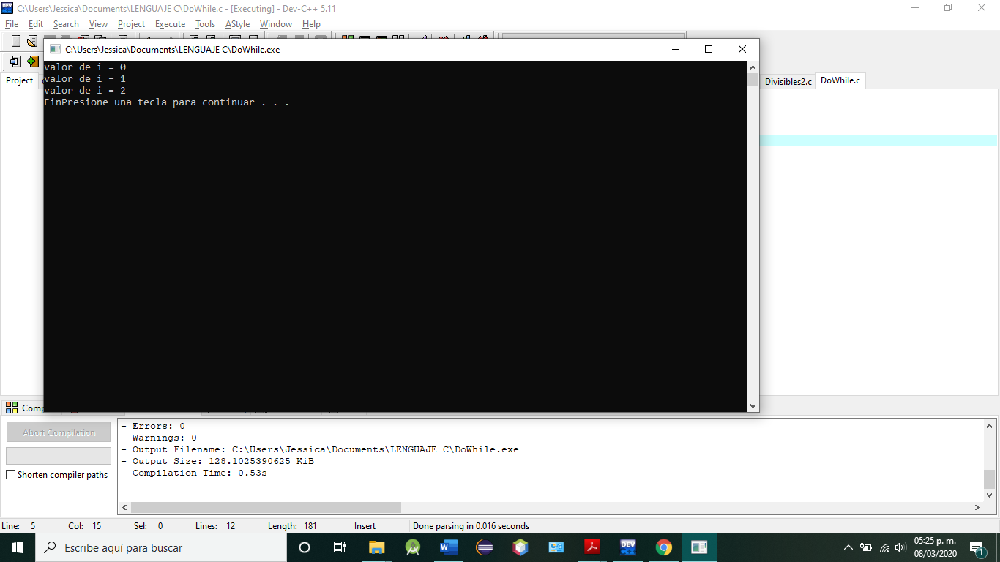 C:\Users\Jessica\Documents\LENGUAJE C\DoWhile.c - [Executing] - Dev-C++ 5.11
File Edit Search View Project Execute Tools AStyle Window Help
C:\Users\Jessica\Documents\LENGUAJE C\DoWhile.exe
valor de i = 0
valor de i = 1
valor de i = 2
FinPresione una tecla para continuar . . .
Project
Divisibles2.c DoWhile.c
Abort Compilation
Shorten compiler paths
- Errors: 0
- Warnings: 0
- Output Filename: C:\Users\Jessica\Documents\LENGUAJE C\DoWhile.exe
- Output Size: 128.1025390625 KiB
- Compilation Time: 0.53s
Line: 5 Col: 15 Sel: 0 Lines: 12 Length: 181 Insert Done parsing in 0.016 seconds
Escribe aquí para buscar
DEV
05:25 p. m.
08/03/2020
1